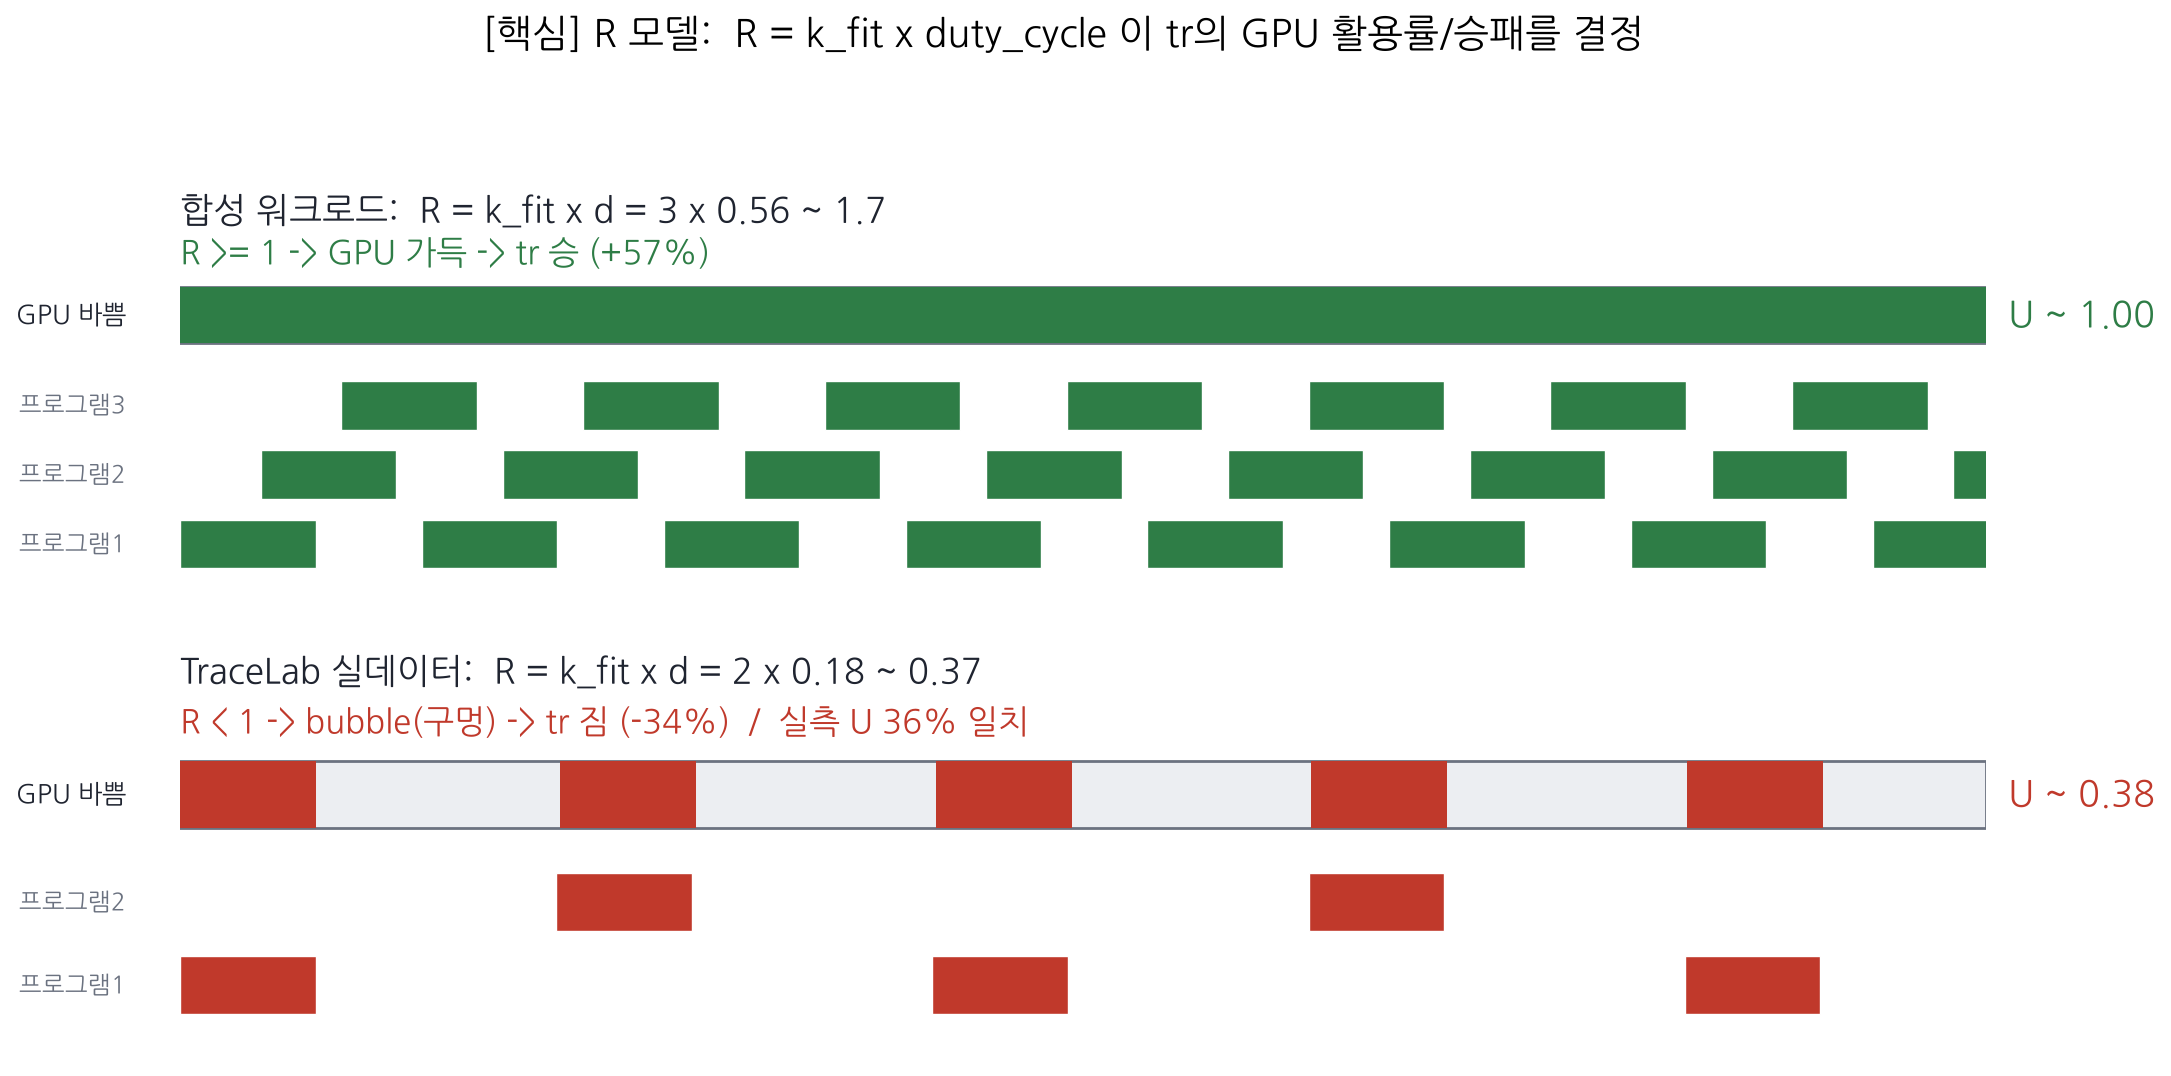 [핵심] R 모델:  R = k_fit x duty_cycle 이 tr의 GPU 활용률/승패를 결정
합성 워크로드:  R = k_fit x d = 3 x 0.56 ~ 1.7
R >= 1 -> GPU 가득 -> tr 승 (+57%)
GPU 바쁨
U ~ 1.00
프로그램3
프로그램2
프로그램1
TraceLab 실데이터:  R = k_fit x d = 2 x 0.18 ~ 0.37
R < 1 -> bubble(구멍) -> tr 짐 (-34%)  /  실측 U 36% 일치
GPU 바쁨
U ~ 0.38
프로그램2
프로그램1